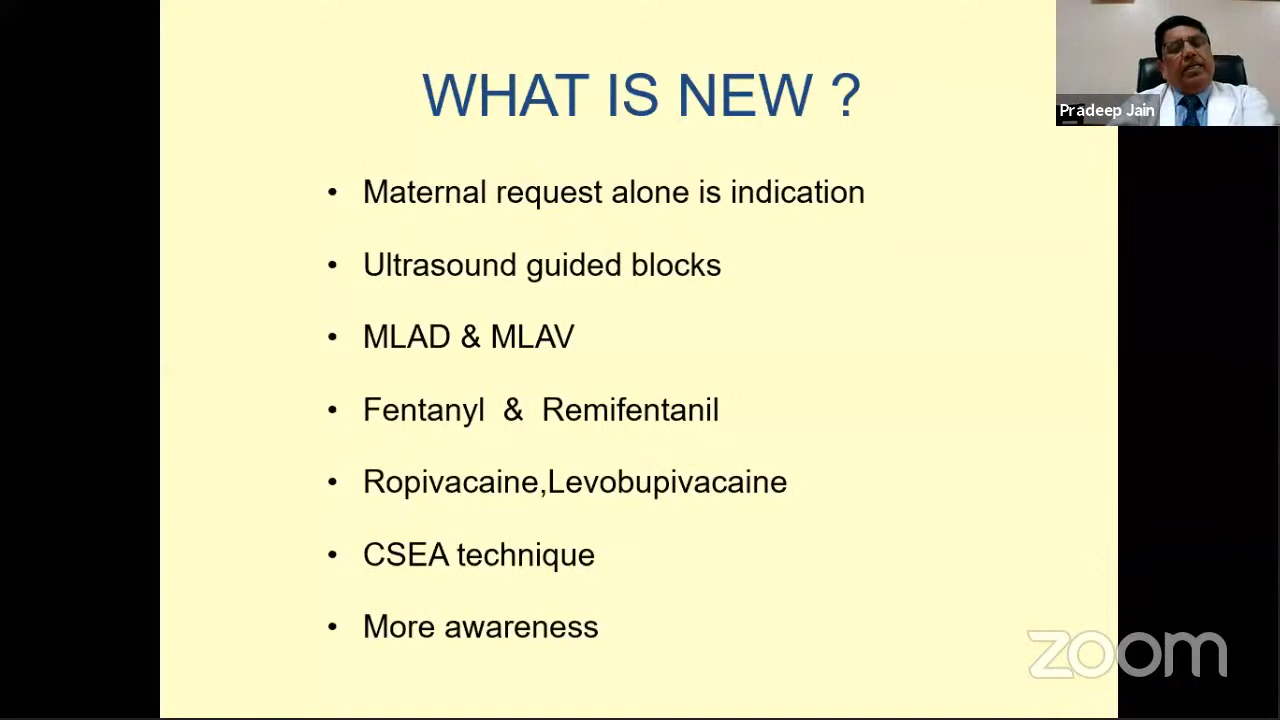 WHAT IS NEW ?
Pradeep Jain
• Maternal request alone is indication
• Ultrasound guided blocks
• MLAD & MLAV
• Fentanyl & Remifentanil
• Ropivacaine,Levobupivacaine
• CSEA technique
• More awareness
zoom